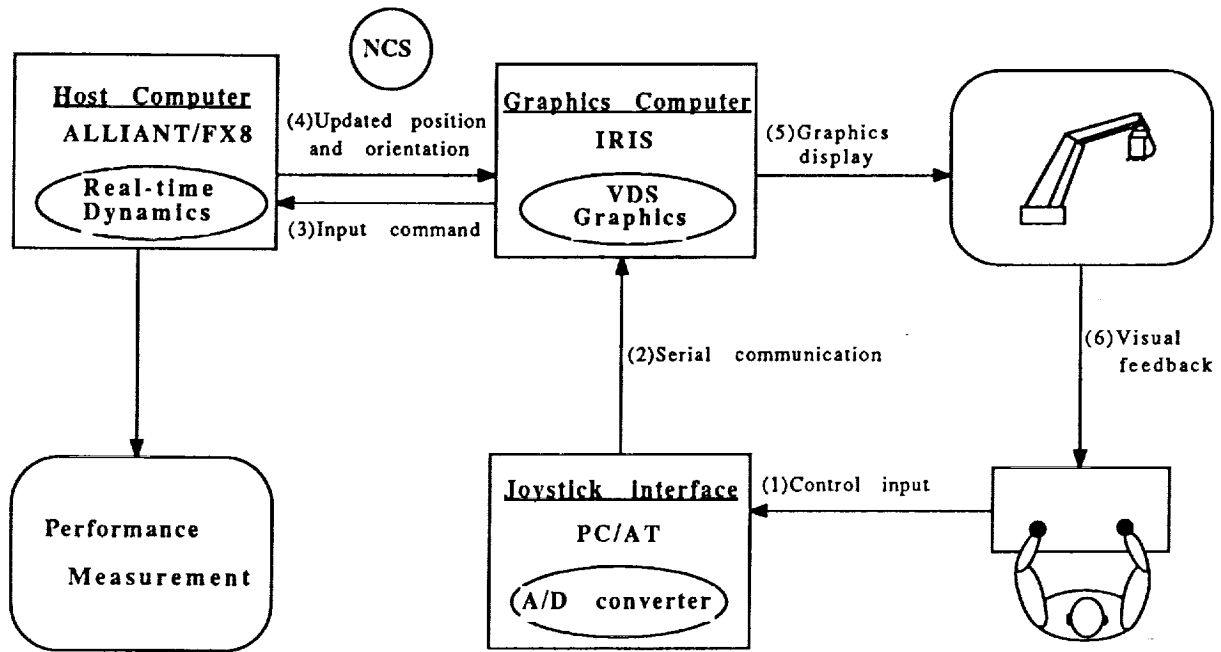 NCS
Host Computer
ALLIANT/FX8
Real-time
Dynamics
(4)Updated position
and orientation
(3)Input command
Graphics Computer
IRIS
VDS
Graphics
(5)Graphics
display
(2)Serial communication
(6)Visual
feedback
Performance
Measurement
Joystick interface
PC/AT
A/D converter
(1)Control input